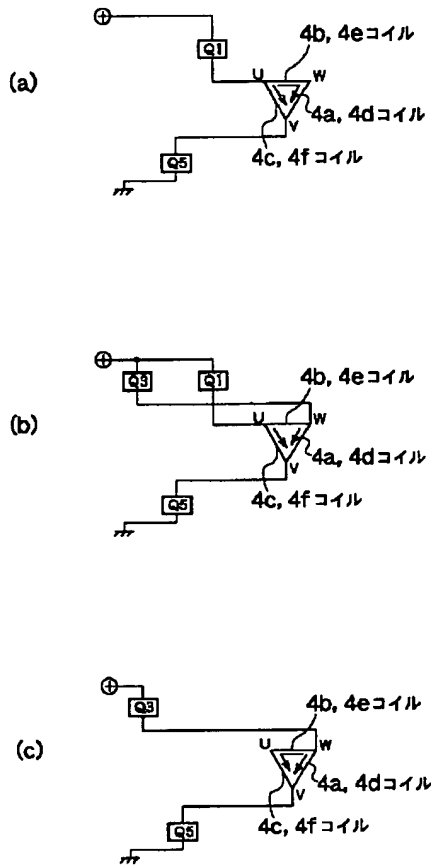 (a)
⊕
Q1
4b, 4eコイル
U
W
4a, 4dコイル
V
4c, 4fコイル
Q5
(b)
⊕
Q3
Q1
4b, 4eコイル
U
W
4a, 4dコイル
V
4c, 4fコイル
Q5
(c)
⊕
Q3
4b, 4eコイル
U
W
4a, 4dコイル
V
4c, 4fコイル
Q5